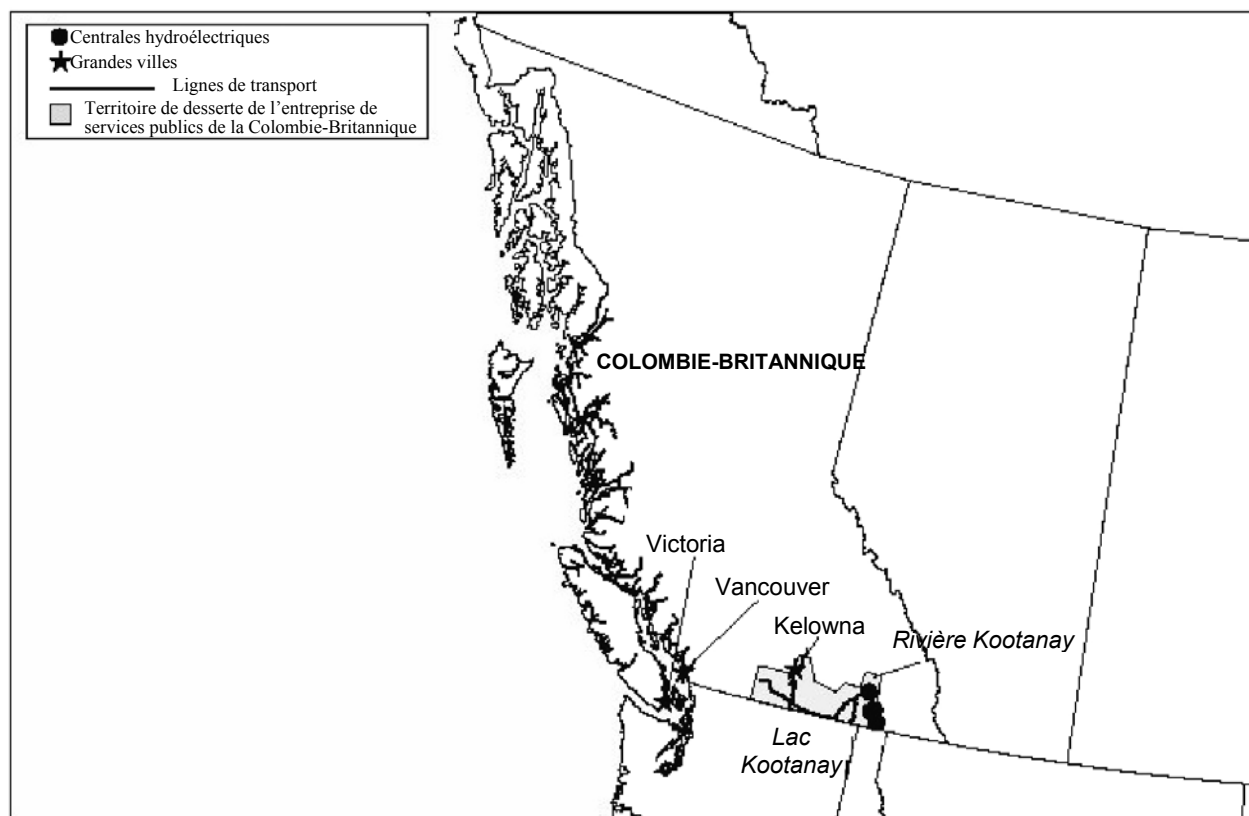 Centrales hydroélectriques
Grandes villes
Lignes de transport
Territoire de desserte de l'entreprise de
services publics de la Colombie-Britannique
COLOMBIE-BRITANNIQUE
Victoria
Vancouver
Kelowna
Rivière Kootanay
Lac
Kootanay